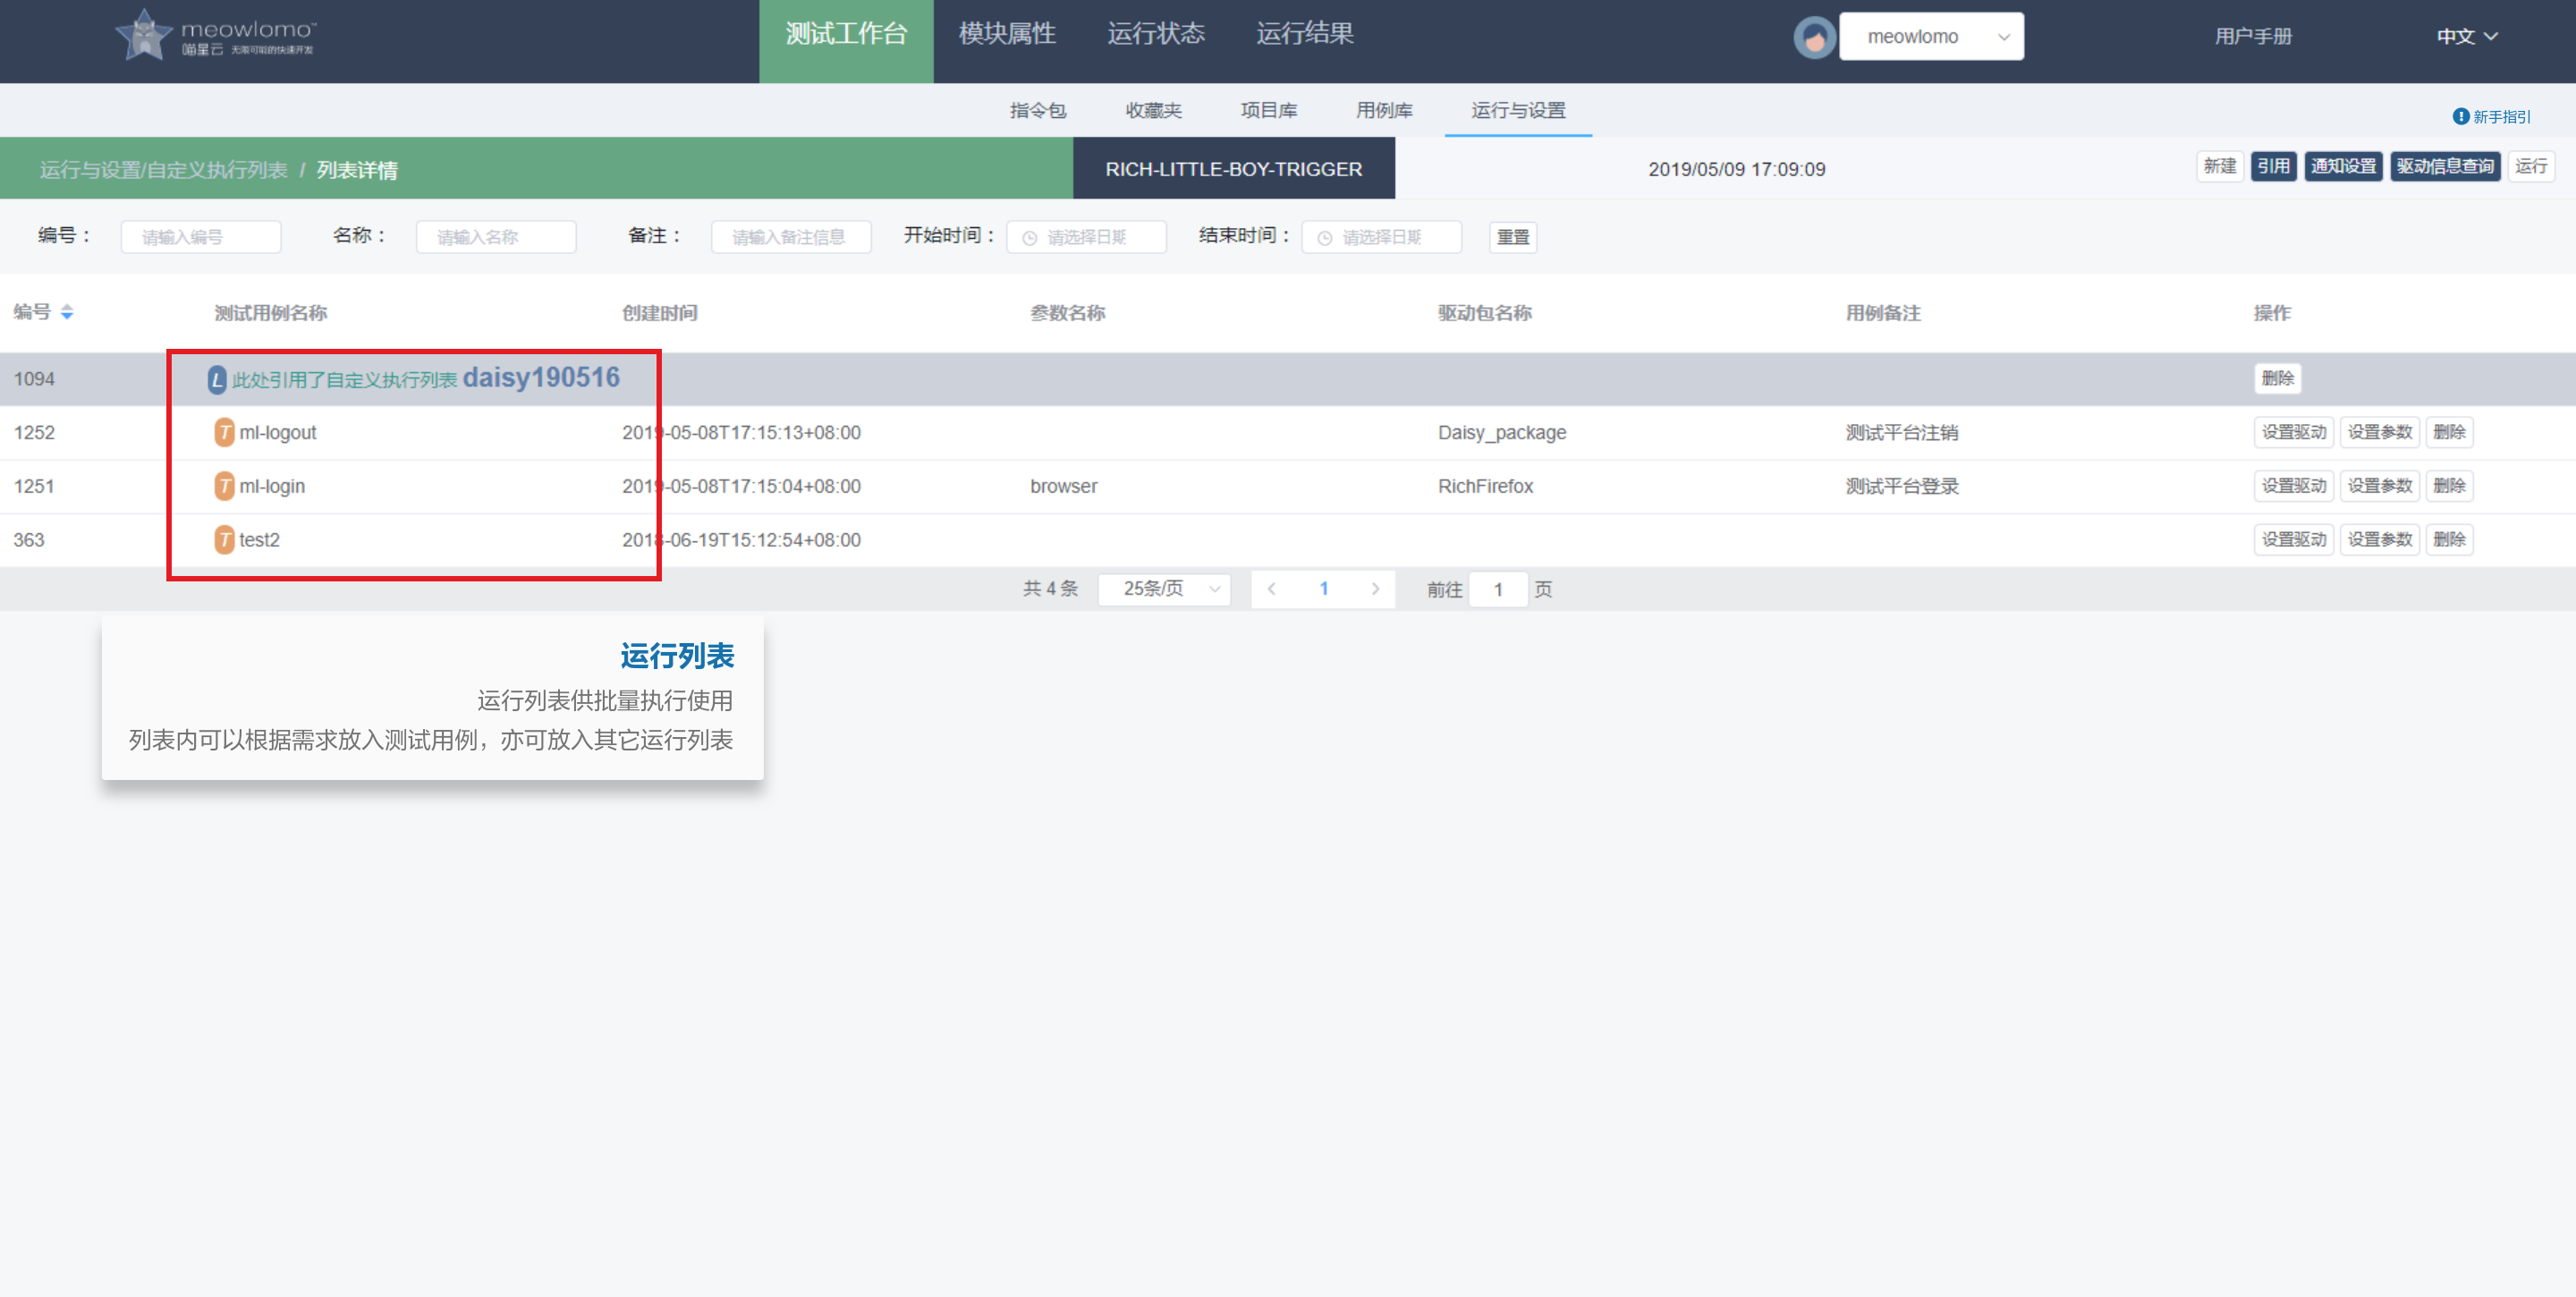 meowlomo™
喵星云 无限可能的快速开发
测试工作台 模块属性 运行状态 运行结果
meowlomo
用户手册
中文
指令包 收藏夹 项目库 用例库 运行与设置
新手指引
运行与设置/自定义执行列表 / 列表详情
RICH-LITTLE-BOY-TRIGGER
2019/05/09 17:09:09
新建 引用 通知设置 驱动信息查询 运行
编号： 请输入编号 名称： 请输入名称 备注： 请输入备注信息 开始时间： 请选择日期 结束时间： 请选择日期 重置
编号 测试用例名称 创建时间 参数名称 驱动包名称 用例备注 操作
1094 L 此处引用了自定义执行列表 daisy190516 删除
1252 T ml-logout 2019-05-08T17:15:13+08:00 Daisy_package 测试平台注销 设置驱动 设置参数 删除
1251 T ml-login 2019-05-08T17:15:04+08:00 browser RichFirefox 测试平台登录 设置驱动 设置参数 删除
363 T test2 2018-06-19T15:12:54+08:00 设置驱动 设置参数 删除
共 4 条 25条/页 1 前往 1 页
运行列表
运行列表供批量执行使用
列表内可以根据需求放入测试用例，亦可放入其它运行列表